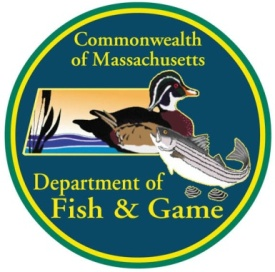 Commonwealth
of Massachusetts
Department of
Fish & Game